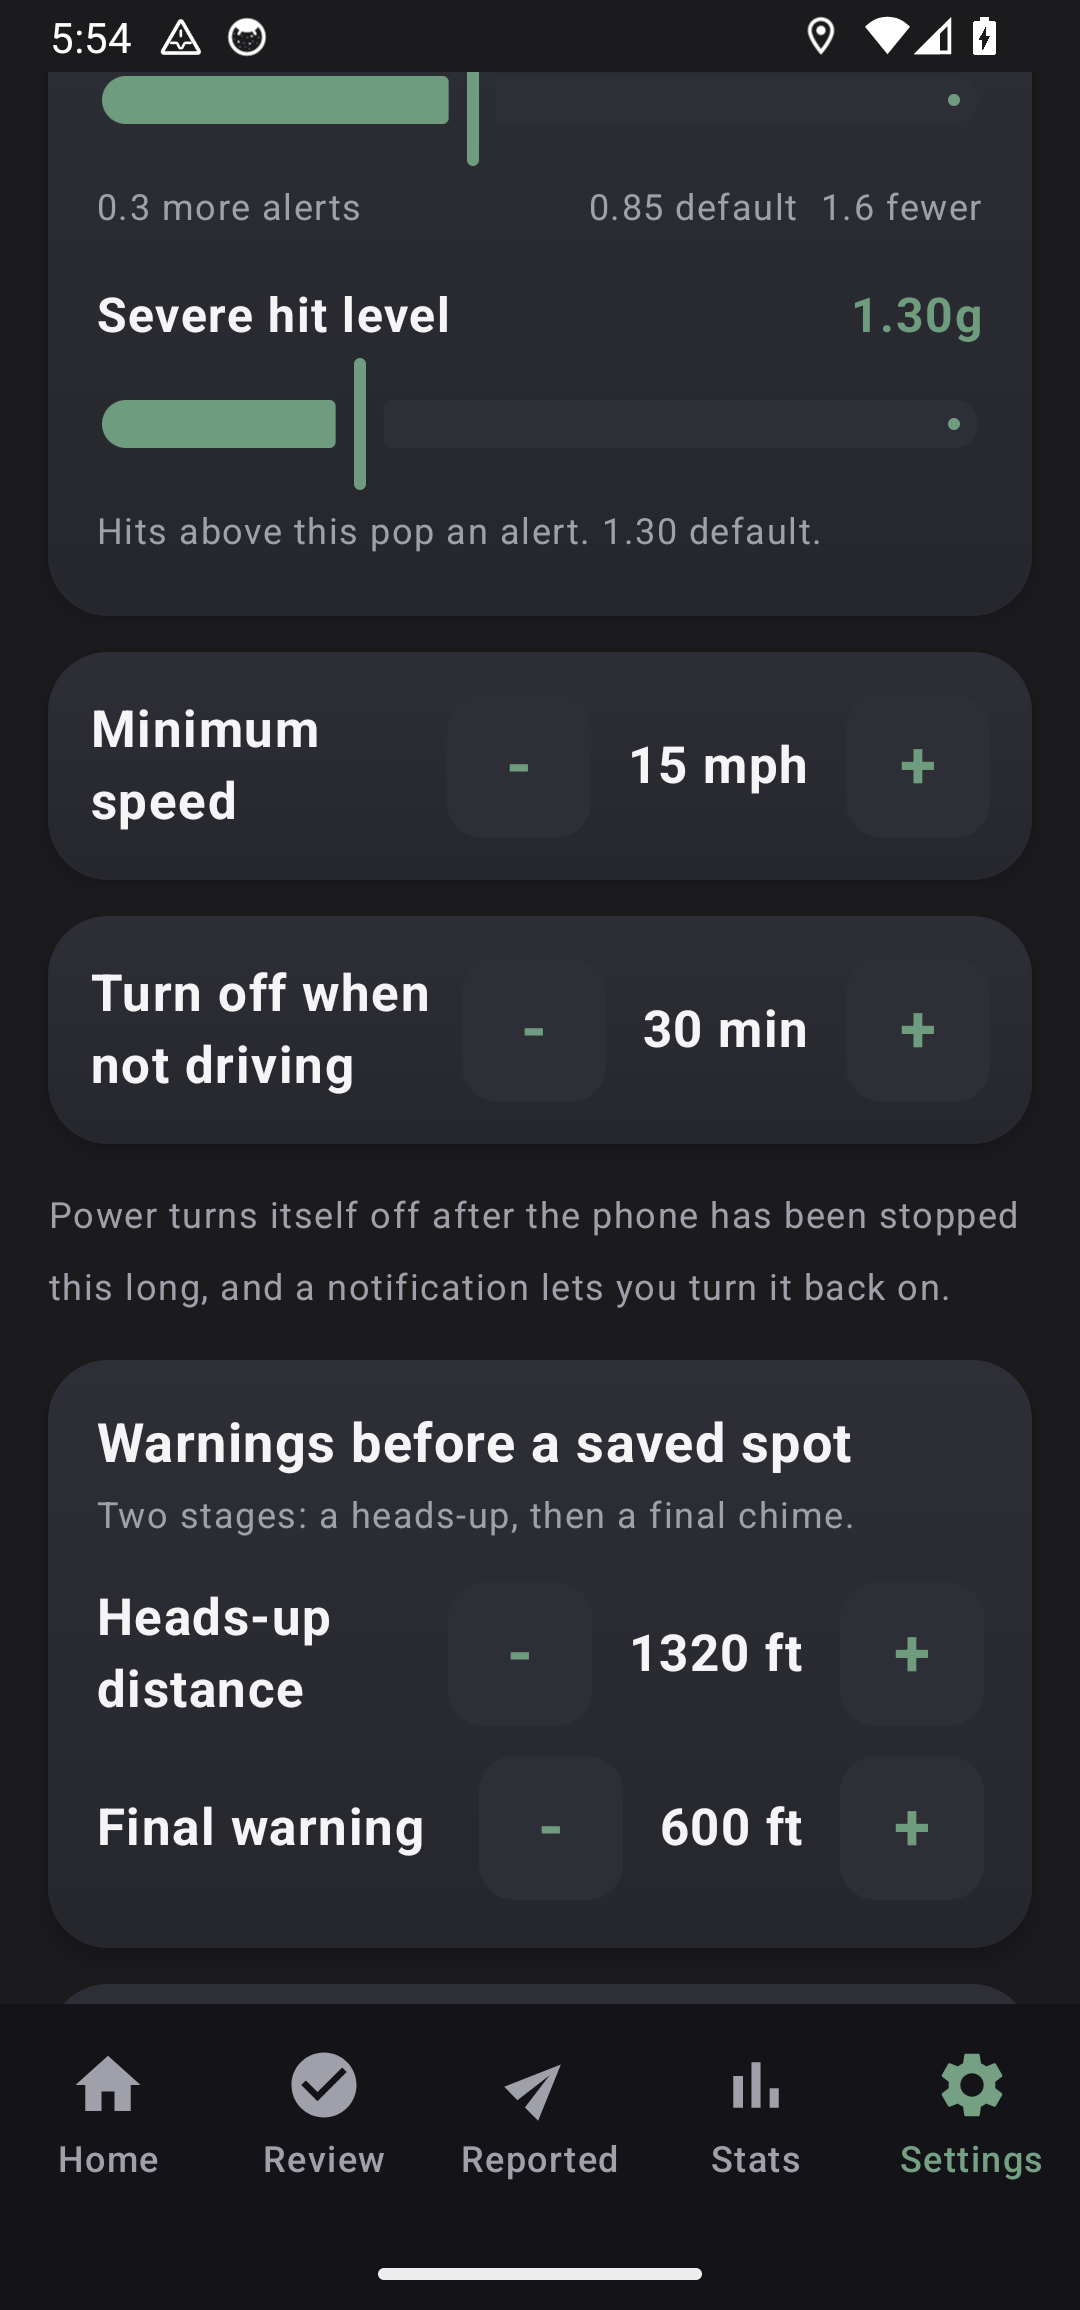 5:54
0.3 more alerts 0.85 default 1.6 fewer
Severe hit level 1.30g
Hits above this pop an alert. 1.30 default.
Minimum
speed
- 15 mph +
Turn off when
not driving
- 30 min +
Power turns itself off after the phone has been stopped
this long, and a notification lets you turn it back on.
Warnings before a saved spot
Two stages: a heads-up, then a final chime.
Heads-up
distance
- 1320 ft +
Final warning - 600 ft +
Home Review Reported Stats Settings